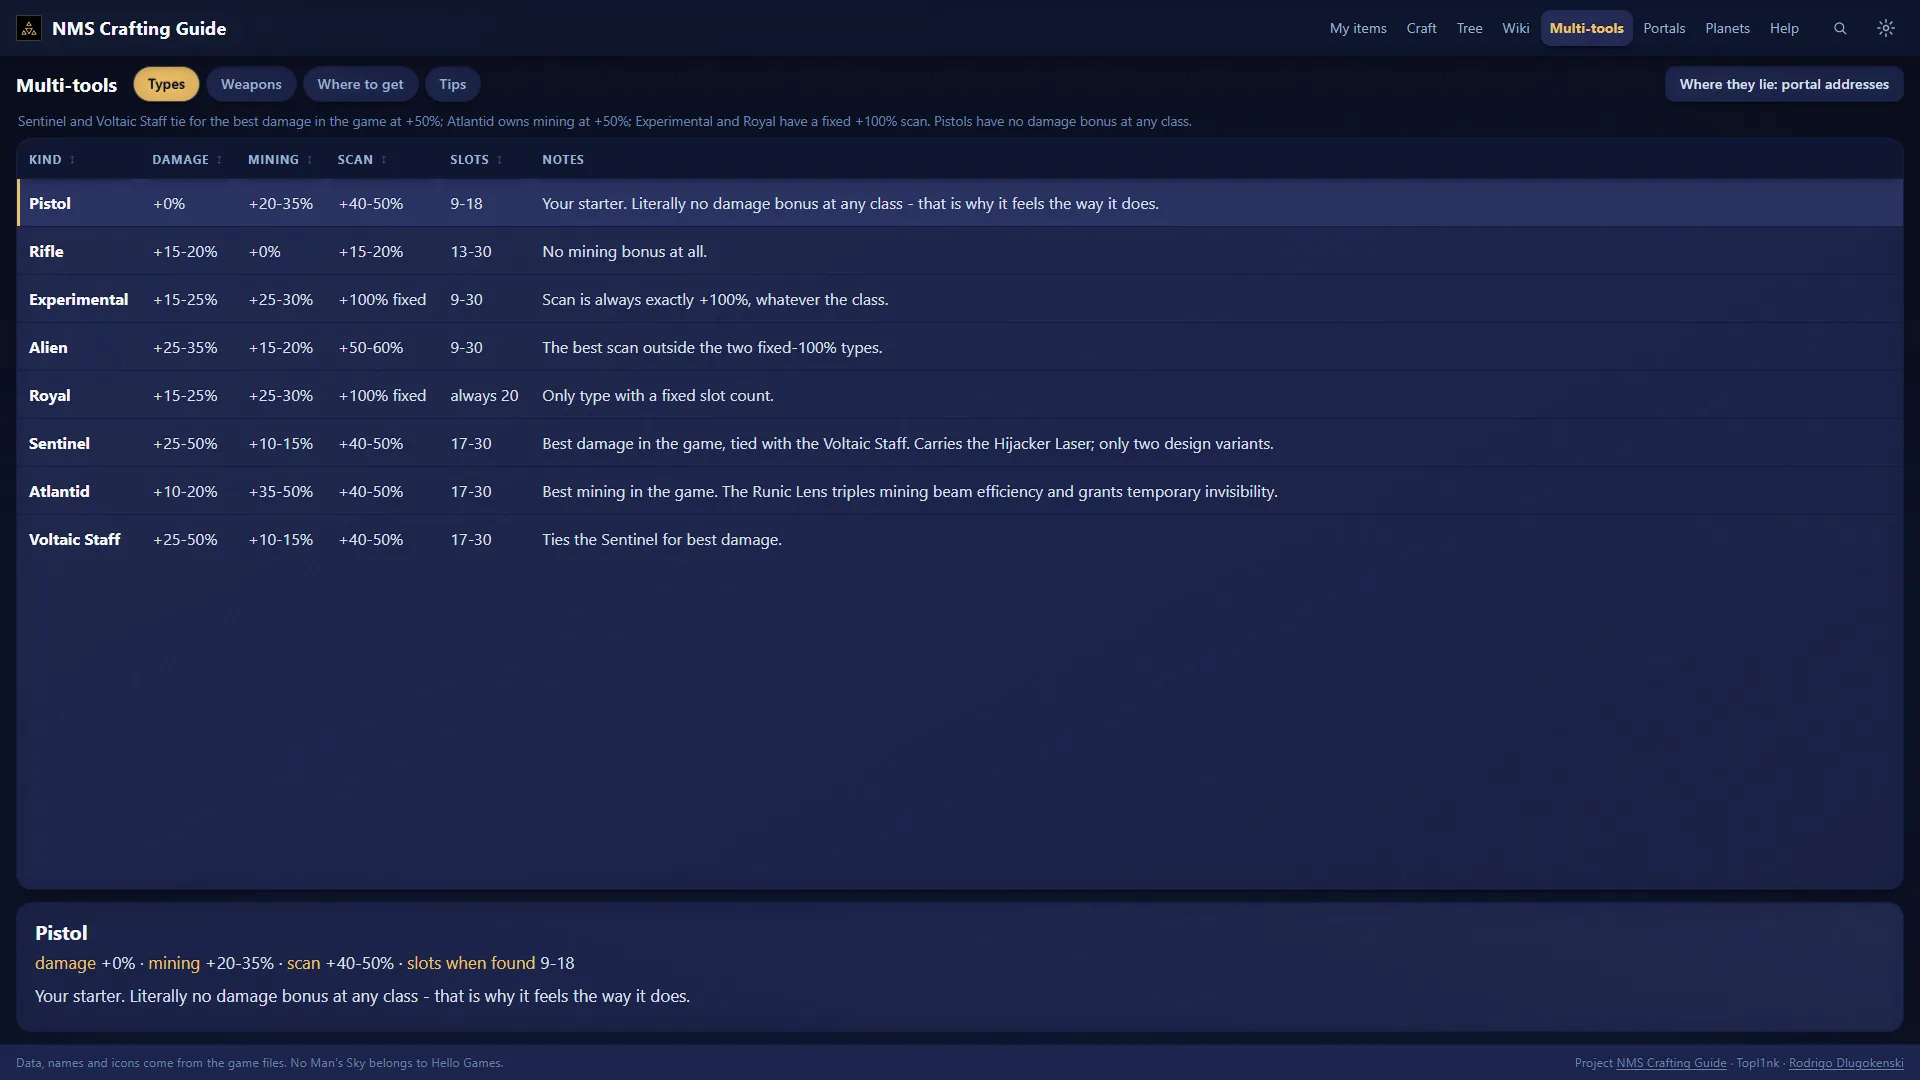 NMS Crafting Guide
My items Craft Tree Wiki Multi-tools Portals Planets Help
Multi-tools Types Weapons Where to get Tips Where they lie: portal addresses
Sentinel and Voltaic Staff tie for the best damage in the game at +50%; Atlantid owns mining at +50%; Experimental and Royal have a fixed +100% scan. Pistols have no damage bonus at any class.
KIND ↕ DAMAGE ↕ MINING ↕ SCAN ↕ SLOTS ↕ NOTES
Pistol +0% +20-35% +40-50% 9-18 Your starter. Literally no damage bonus at any class - that is why it feels the way it does.
Rifle +15-20% +0% +15-20% 13-30 No mining bonus at all.
Experimental +15-25% +25-30% +100% fixed 9-30 Scan is always exactly +100%, whatever the class.
Alien +25-35% +15-20% +50-60% 9-30 The best scan outside the two fixed-100% types.
Royal +15-25% +25-30% +100% fixed always 20 Only type with a fixed slot count.
Sentinel +25-50% +10-15% +40-50% 17-30 Best damage in the game, tied with the Voltaic Staff. Carries the Hijacker Laser; only two design variants.
Atlantid +10-20% +35-50% +40-50% 17-30 Best mining in the game. The Runic Lens triples mining beam efficiency and grants temporary invisibility.
Voltaic Staff +25-50% +10-15% +40-50% 17-30 Ties the Sentinel for best damage.
Pistol
damage +0% · mining +20-35% · scan +40-50% · slots when found 9-18
Your starter. Literally no damage bonus at any class - that is why it feels the way it does.
Data, names and icons come from the game files. No Man's Sky belongs to Hello Games.
Project NMS Crafting Guide · Topl1nk · Rodrigo Dlugokenski